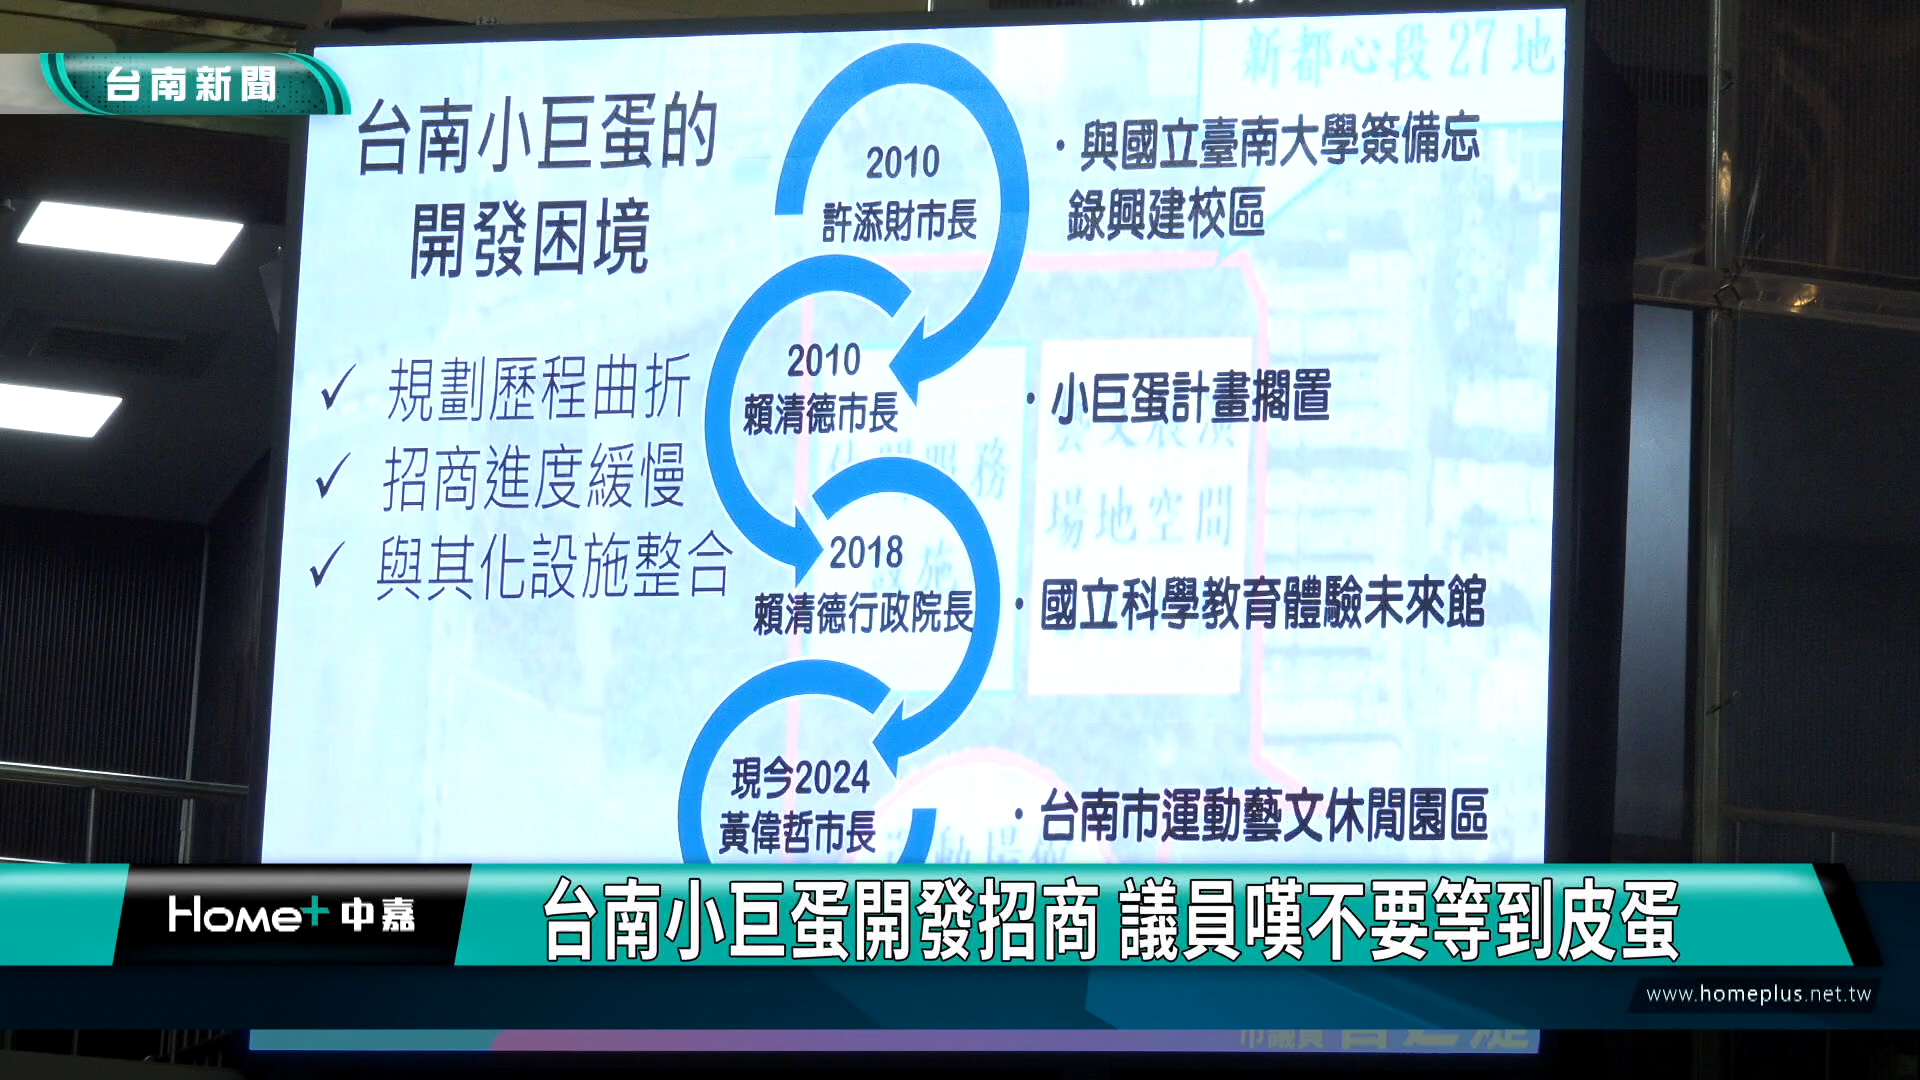 台南新聞
新都心段 27 地
台南小巨蛋的
開發困境
✓ 規劃歷程曲折
✓ 招商進度緩慢
✓ 與其化設施整合
2010
許添財市長
・與國立臺南大學簽備忘
錄興建校區
2010
賴清德市長
・小巨蛋計畫擱置
場地空間
2018
賴清德行政院長
・國立科學教育體驗未來館
現今2024
黃偉哲市長
・台南市運動藝文休閒園區
Home+ 中嘉
台南小巨蛋開發招商 議員嘆不要等到皮蛋
www.homeplus.net.tw